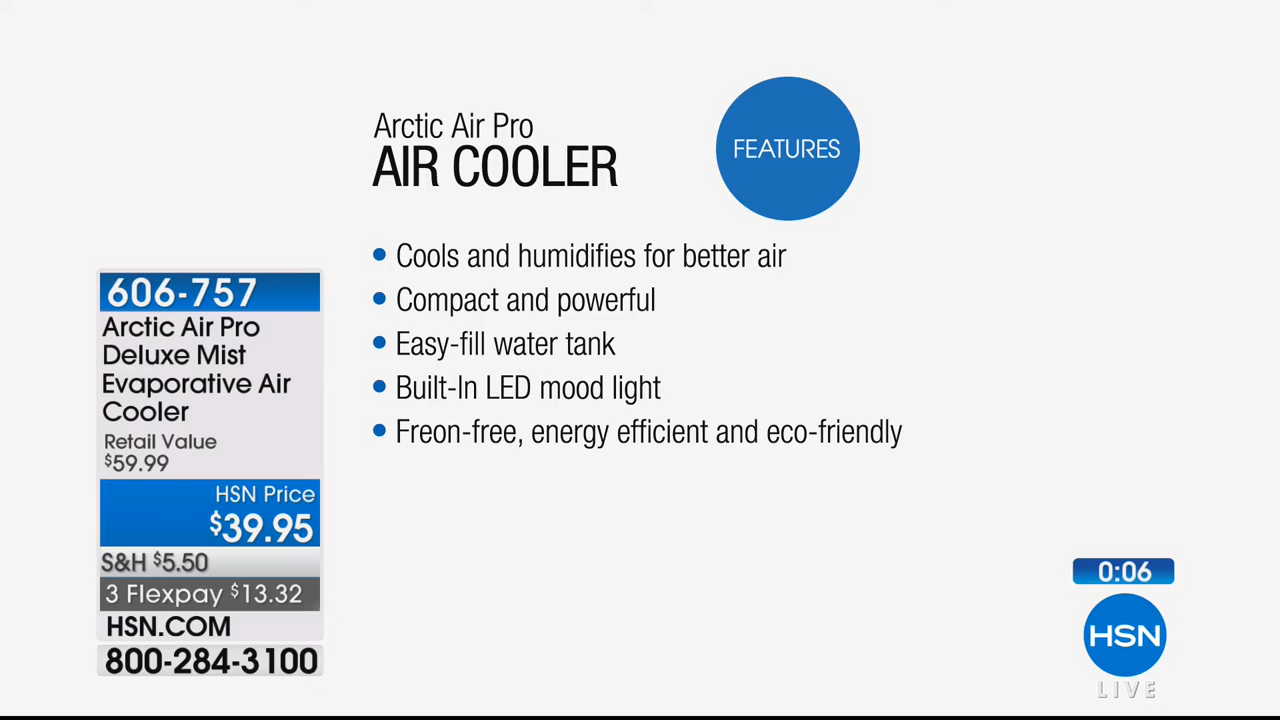 Arctic Air Pro
AIR COOLER
FEATURES
• Cools and humidifies for better air
• Compact and powerful
• Easy-fill water tank
• Built-In LED mood light
• Freon-free, energy efficient and eco-friendly
606-757
Arctic Air Pro
Deluxe Mist
Evaporative Air
Cooler
Retail Value
$59.99
HSN Price
$39.95
S&H $5.50
3 Flexpay $13.32
HSN.COM
800-284-3100
0:06
HSN
LIVE